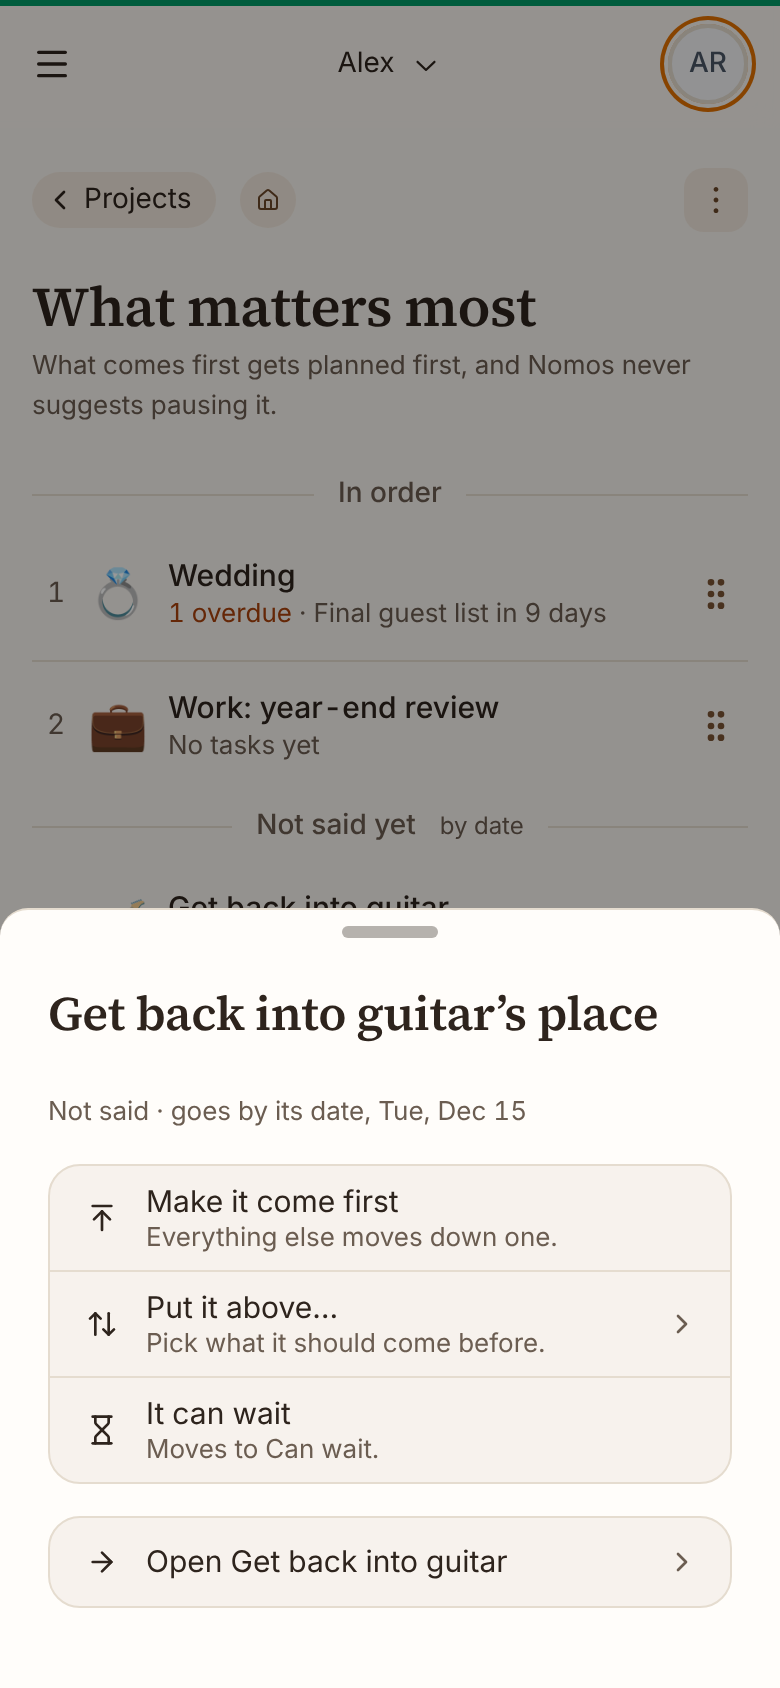 Alex
AR
Projects
What matters most
What comes first gets planned first, and Nomos never
suggests pausing it.
In order
1
Wedding
1 overdue · Final guest list in 9 days
2
Work: year-end review
No tasks yet
Not said yet by date
Get back into guitar
Get back into guitar’s place
Not said · goes by its date, Tue, Dec 15
Make it come first
Everything else moves down one.
Put it above…
Pick what it should come before.
It can wait
Moves to Can wait.
Open Get back into guitar